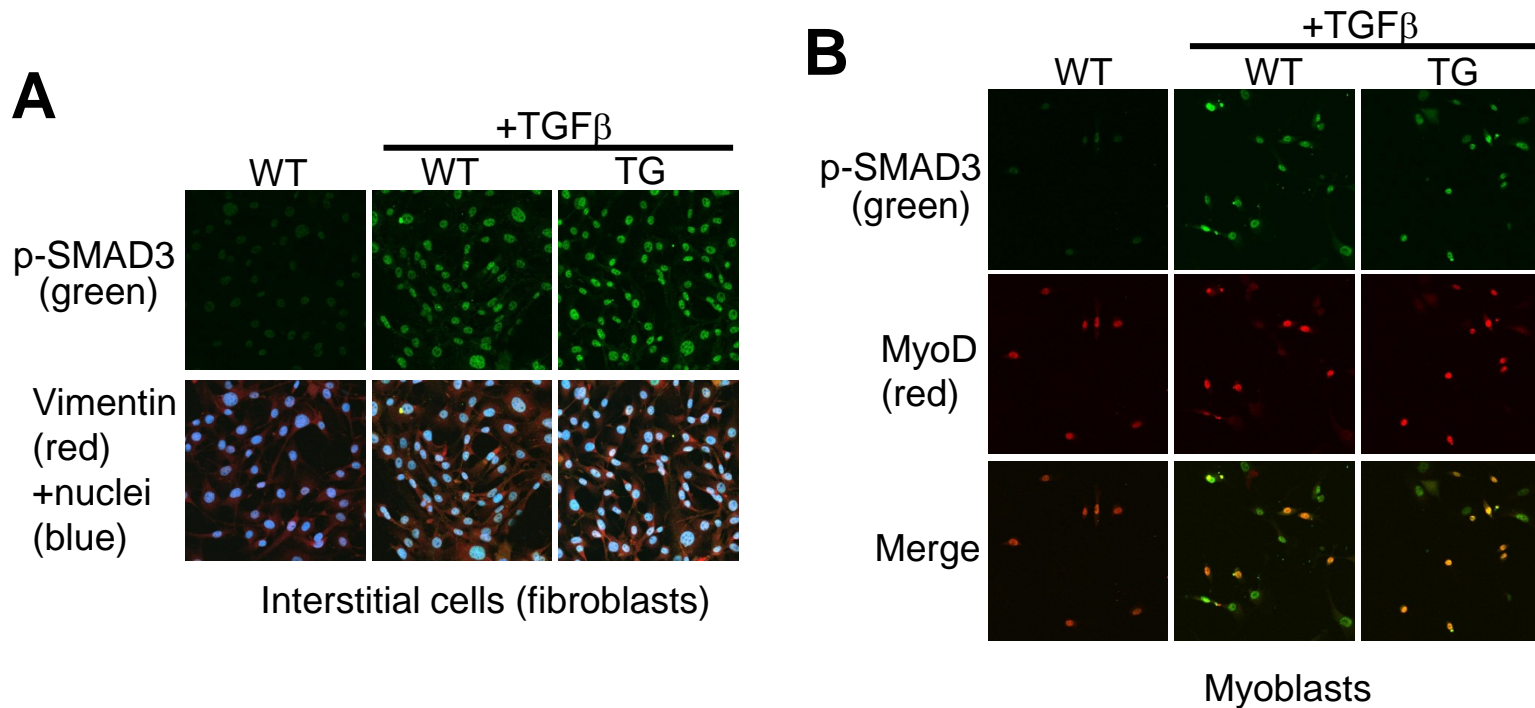 A
+TGFβ
WT
WT
TG
p-SMAD3
(green)
Vimentin
(red)
+nuclei
(blue)
Interstitial cells (fibroblasts)
B
+TGFβ
WT
WT
TG
p-SMAD3
(green)
MyoD
(red)
Merge
Myoblasts